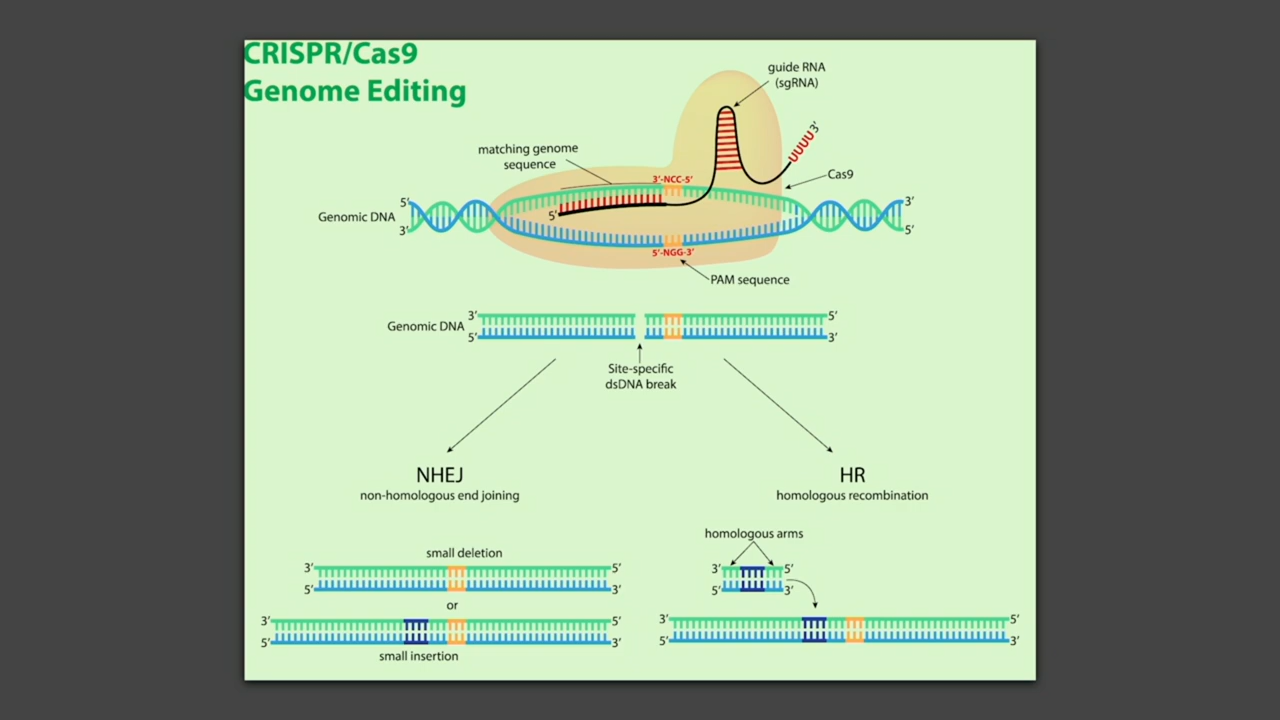 CRISPR/Cas9
Genome Editing
guide RNA
(sgRNA)
UUUU3’
matching genome
sequence
3’-NCC-5’
Cas9
5’
3’
Genomic DNA
5’
3’
5’
5’-NGG-3’
PAM sequence
3’
5’
Genomic DNA
5’
3’
Site-specific
dsDNA break
NHEJ
non-homologous end joining
HR
homologous recombination
homologous arms
small deletion
3’
5’
5’
3’
3’
5’
5’
3’
or
3’
5’
5’
3’
small insertion
3’
5’
5’
3’